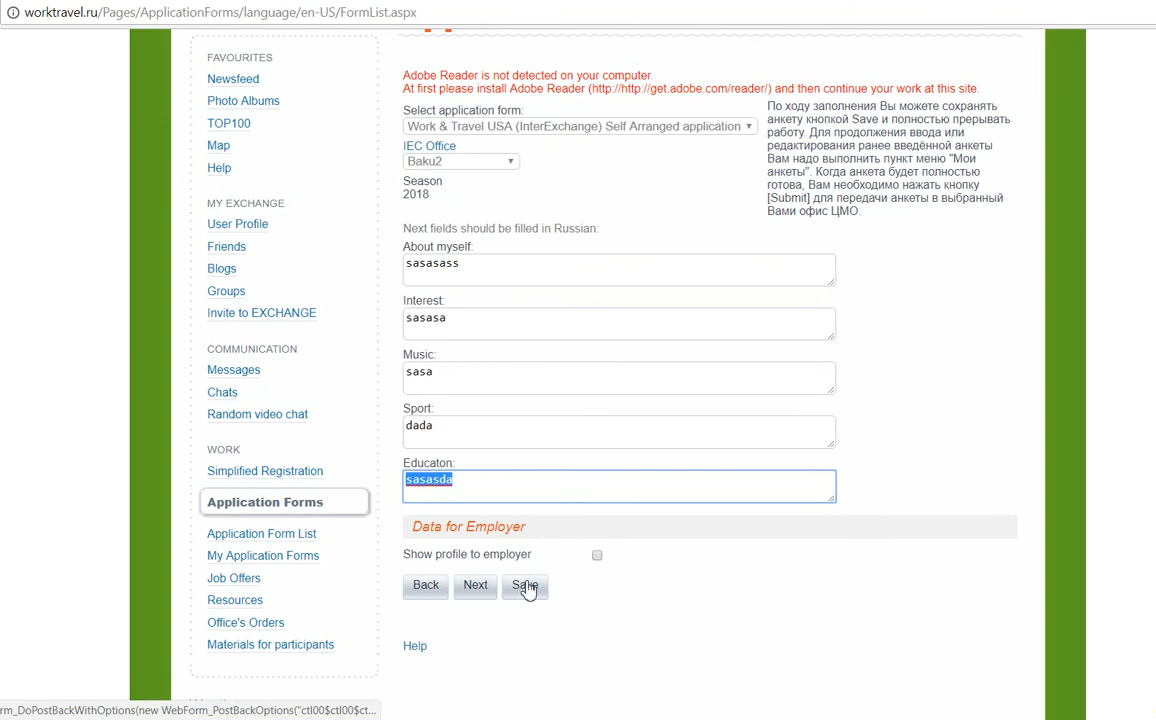 worktravel.ru/Pages/ApplicationForms/language/en-US/FormList.aspx
FAVOURITES
Newsfeed
Photo Albums
TOP100
Map
Help
MY EXCHANGE
User Profile
Friends
Blogs
Groups
Invite to EXCHANGE
COMMUNICATION
Messages
Chats
Random video chat
WORK
Simplified Registration
Application Forms
Application Form List
My Application Forms
Job Offers
Resources
Office's Orders
Materials for participants
Adobe Reader is not detected on your computer.
At first please install Adobe Reader (http://http://get.adobe.com/reader/) and then continue your work at this site.
Select application form:
Work & Travel USA (InterExchange) Self Arranged application
IEC Office
Baku2
Season
2018
По ходу заполнения Вы можете сохранять
анкету кнопкой Save и полностью прерывать
работу. Для продолжения ввода или
редактирования ранее введённой анкеты
Вам надо выполнить пункт меню "Мои
анкеты". Когда анкета будет полностью
готова, Вам необходимо нажать кнопку
[Submit] для передачи анкеты в выбранный
Вами офис ЦМО.
Next fields should be filled in Russian:
About myself:
sasasass
Interest:
sasasa
Music:
sasa
Sport:
dada
Educaton:
sasasda
Data for Employer
Show profile to employer
Back Next Save
Help
rm_DoPostBackWithOptions(new WebForm_PostBackOptions("ctl00$ctl00$ct...